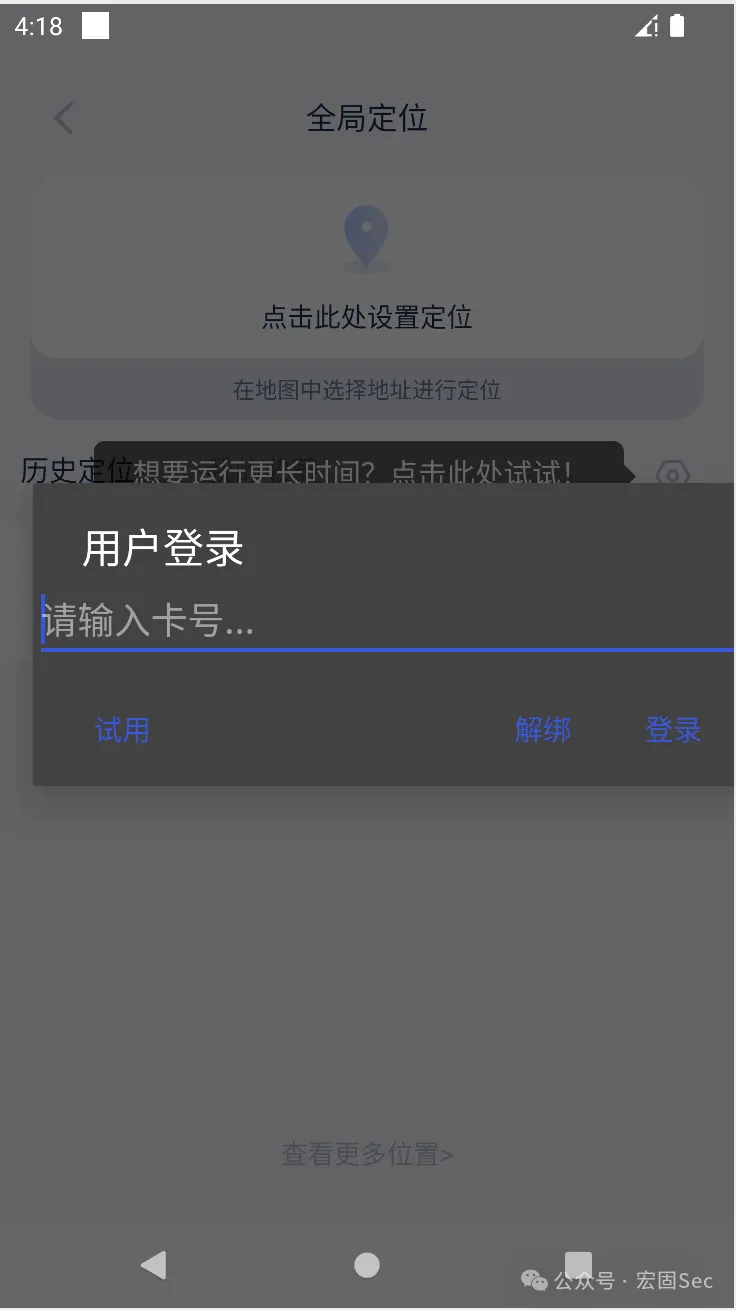 4:18
全局定位
点击此处设置定位
在地图中选择地址进行定位
历史定位
想要运行更长时间？点击此处试试！
用户登录
请输入卡号...
试用
解绑
登录
查看更多位置>
公众号 · 宏固Sec